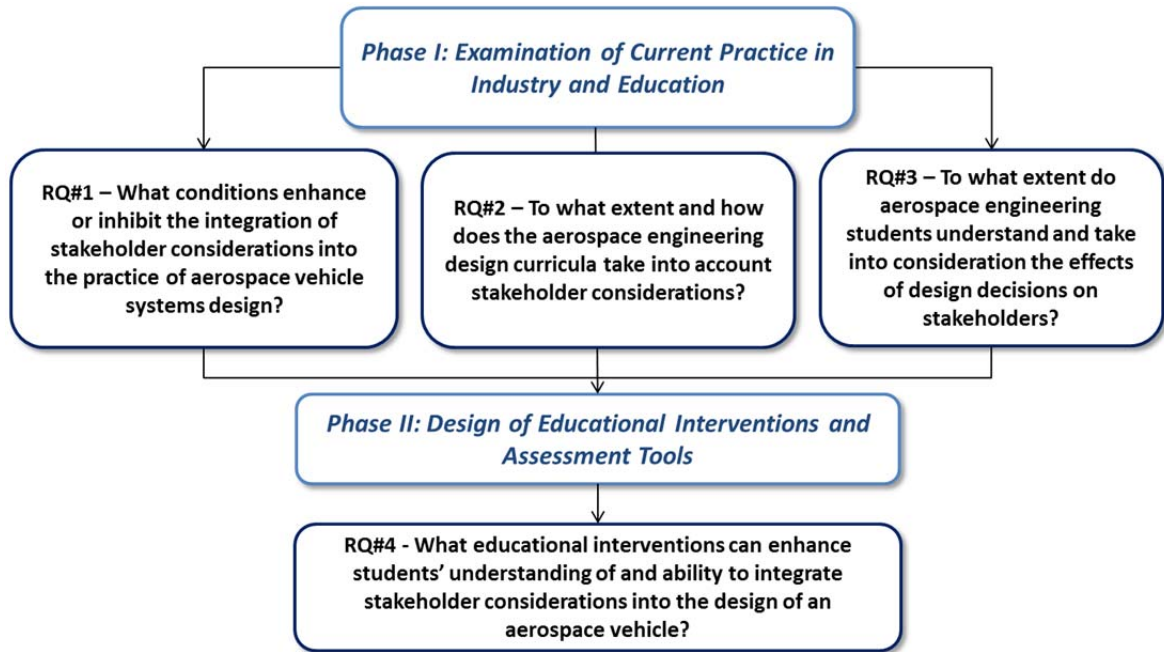 Phase I: Examination of Current Practice in
Industry and Education
RQ#1 – What conditions enhance
or inhibit the integration of
stakeholder considerations into
the practice of aerospace vehicle
systems design?
RQ#2 – To what extent and how
does the aerospace engineering
design curricula take into account
stakeholder considerations?
RQ#3 – To what extent do
aerospace engineering
students understand and take
into consideration the effects
of design decisions on
stakeholders?
Phase II: Design of Educational Interventions and
Assessment Tools
RQ#4 - What educational interventions can enhance
students’ understanding of and ability to integrate
stakeholder considerations into the design of an
aerospace vehicle?